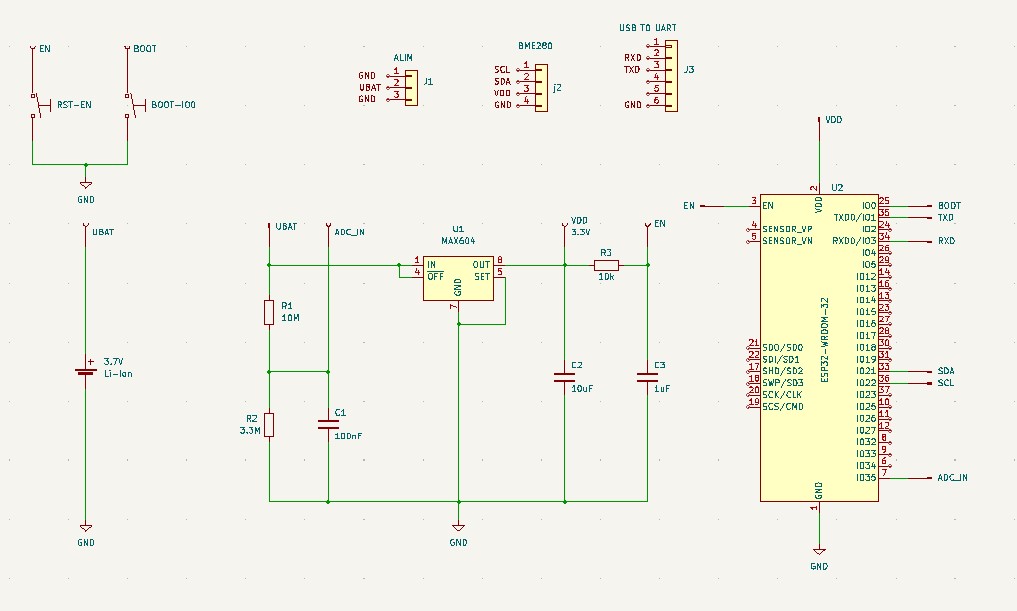 EN
BOOT
RST-EN
BOOT-IO0
GND
ALIM
GND 1
UBAT 2
GND 3
J1
BME280
SCL 1
SDA 2
VDD 3
GND 4
j2
USB TO UART
1
RXD 2
TXD 3
4
5
GND 6
J3
UBAT
+
3.7V
Li-Ion
GND
UBAT
ADC_IN
R1
10M
R2
3.3M
C1
100nF
U1
MAX604
1 IN
4 OFF
OUT 8
SET 5
GND
7
GND
VDD
3.3V
R3
10k
EN
C2
10uF
C3
1uF
VDD
2
U2
VDD
EN 3 EN
4 SENSOR_VP
5 SENSOR_VN
21 SDO/SD0
22 SDI/SD1
17 SHD/SD2
18 SWP/SD3
20 SCK/CLK
19 SCS/CMD
ESP32-WROOM-32
IO0 25 BOOT
TXD0/IO1 35 TXD
IO2 24
RXD0/IO3 34 RXD
IO4 26
IO5 29
IO12 14
IO13 16
IO14 13
IO15 23
IO16 27
IO17 28
IO18 30
IO19 31
IO21 33 SDA
IO22 36 SCL
IO23 37
IO25 10
IO26 11
IO27 12
IO32 8
IO33 9
IO34 6
IO35 7 ADC_IN
GND
1
GND